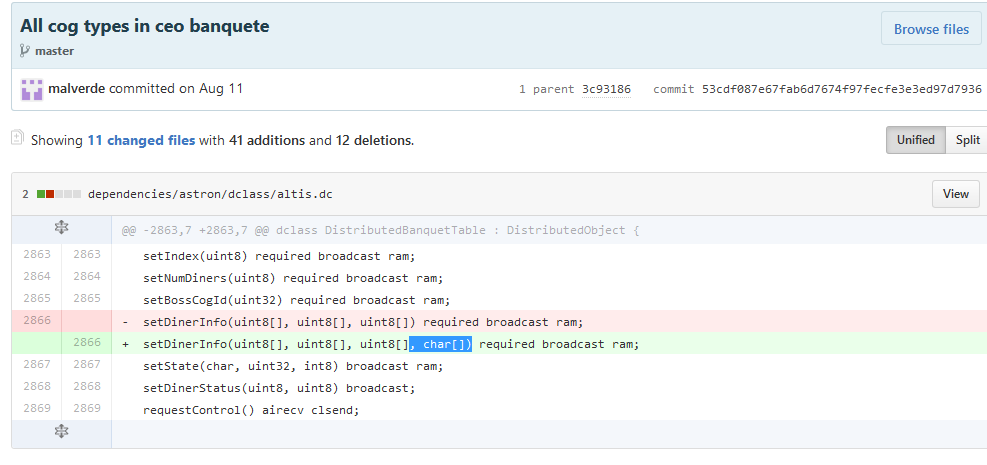 All cog types in ceo banquete
Browse files
master
malverde committed on Aug 11
1 parent 3c93186 commit 53cdf087e67fab6d7674f97fecfe3e3ed97d7936
Showing 11 changed files with 41 additions and 12 deletions.
Unified Split
2 dependencies/astron/dclass/altis.dc
View
@@ -2863,7 +2863,7 @@ dclass DistributedBanquetTable : DistributedObject {
2863 2863 setIndex(uint8) required broadcast ram;
2864 2864 setNumDiners(uint8) required broadcast ram;
2865 2865 setBossCogId(uint32) required broadcast ram;
2866 - setDinerInfo(uint8[], uint8[], uint8[]) required broadcast ram;
2866 + setDinerInfo(uint8[], uint8[], uint8[], char[]) required broadcast ram;
2867 2867 setState(char, uint32, int8) broadcast ram;
2868 2868 setDinerStatus(uint8, uint8) broadcast;
2869 2869 requestControl() airecv clsend;